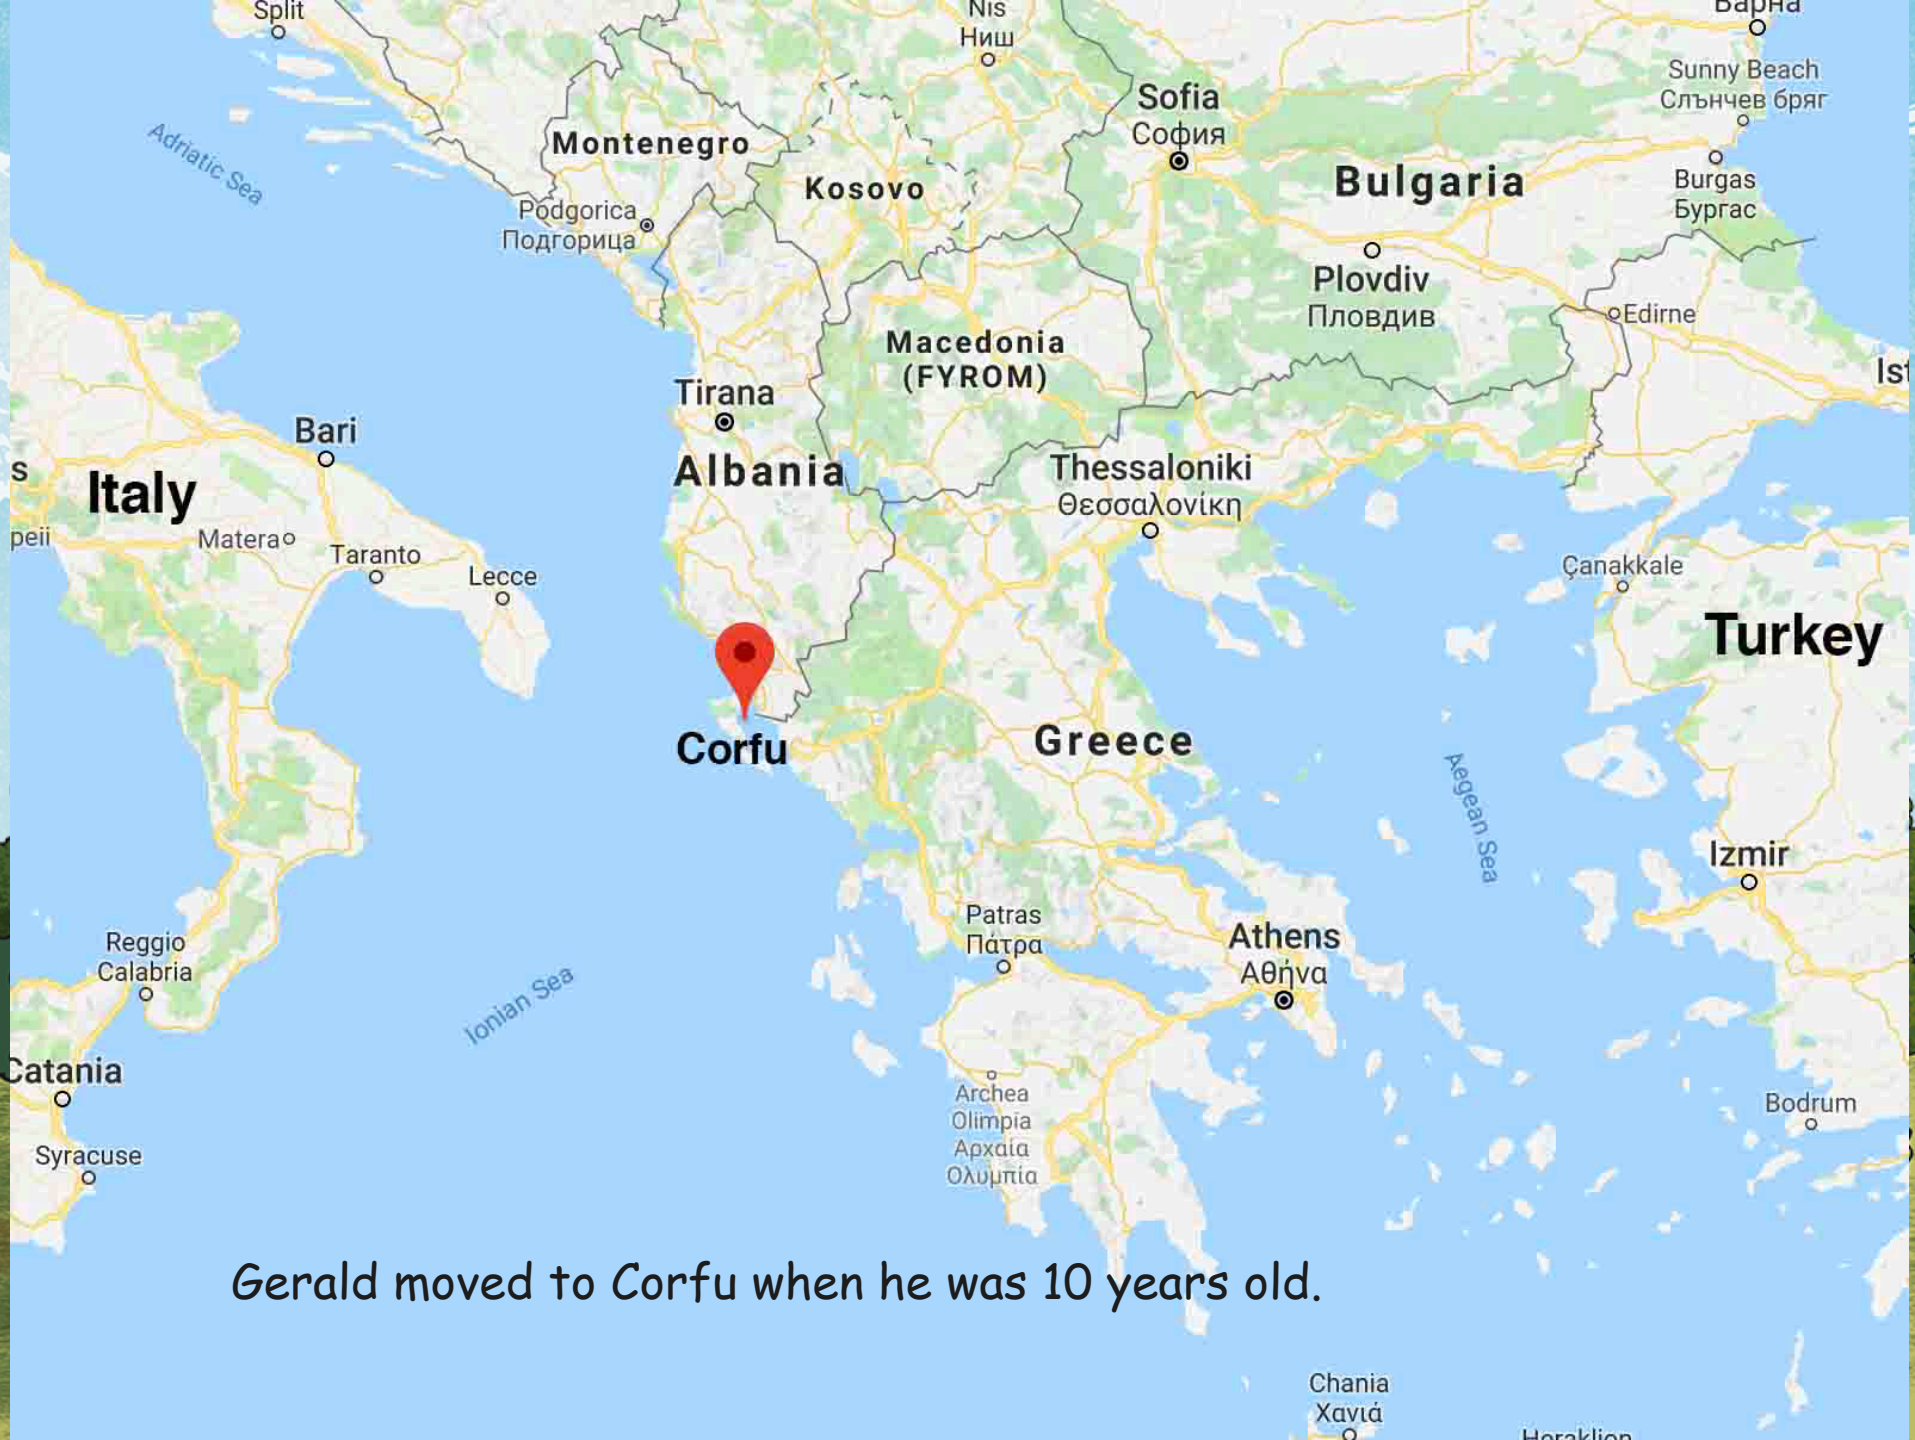 Split
Nis
Ниш
Варна
Sunny Beach
Слънчев бряг
Sofia
София
Adriatic Sea
Montenegro
Kosovo
Bulgaria
Burgas
Бургас
Podgorica
Подгорица
Plovdiv
Пловдив
Edirne
Macedonia
(FYROM)
Ist
Tirana
Bari
Albania
Thessaloniki
Θεσσαλονίκη
s
Italy
peii
Matera
Taranto
Lecce
Çanakkale
Turkey
Corfu
Greece
Aegean Sea
Izmir
Patras
Πάτρα
Athens
Αθήνα
Reggio
Calabria
Ionian Sea
Catania
Archea
Olimpia
Αρχαία
Ολυμπία
Bodrum
Syracuse
Gerald moved to Corfu when he was 10 years old.
Chania
Χανιά
Heraklion